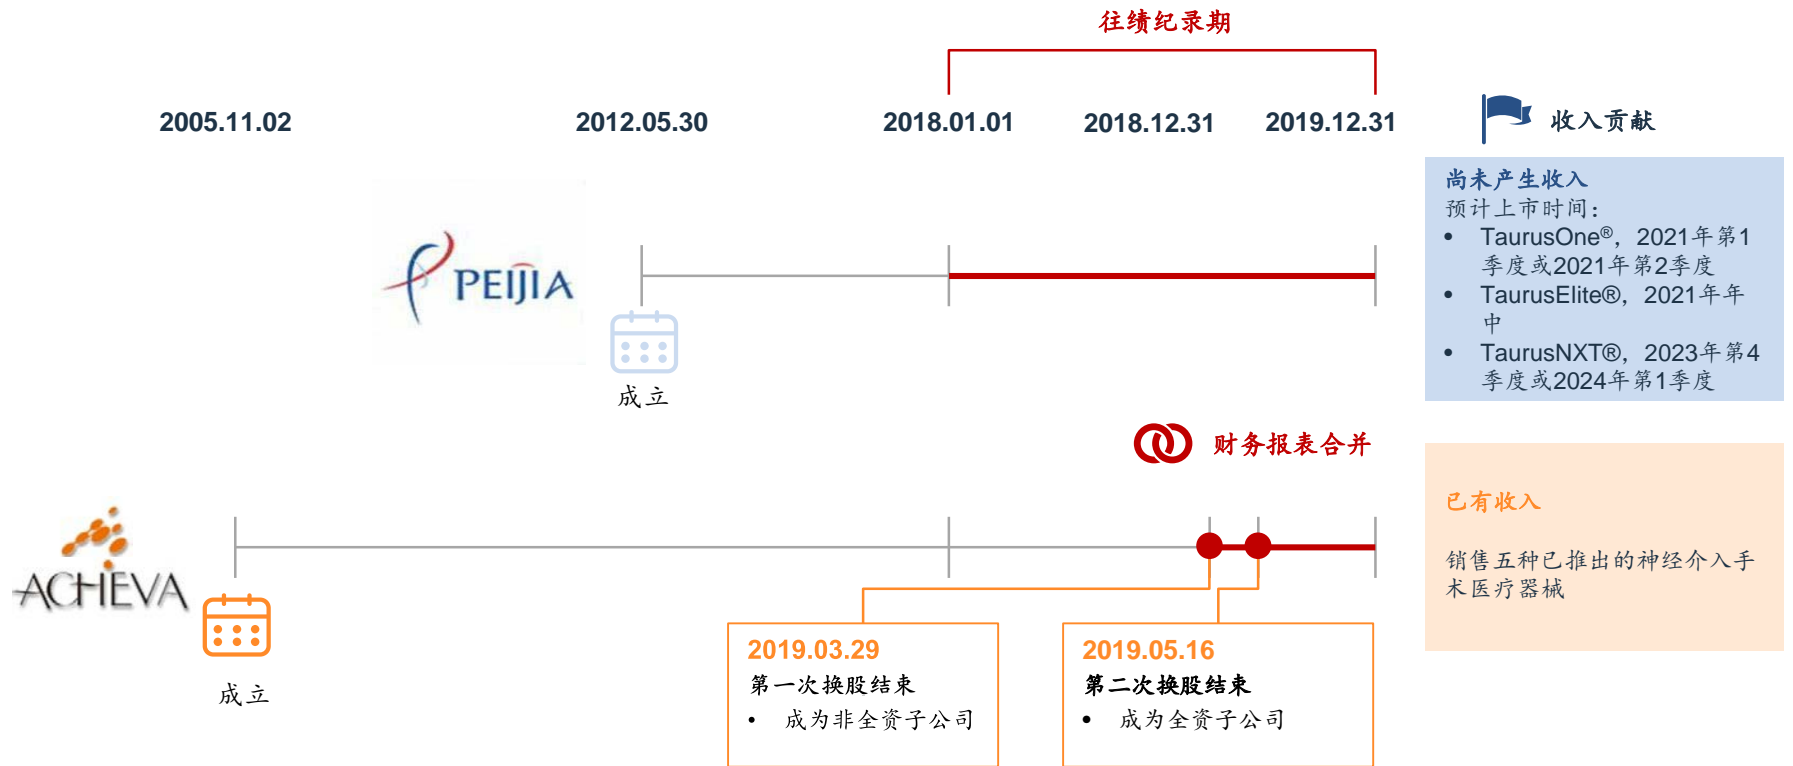 往绩纪录期
2005.11.02
2012.05.30
2018.01.01
2018.12.31
2019.12.31
收入贡献
PEIJIA
成立
尚未产生收入
预计上市时间：
• TaurusOne®，2021年第1
季度或2021年第2季度
• TaurusElite®，2021年年
中
• TaurusNXT®，2023年第4
季度或2024年第1季度
财务报表合并
ACHIEVA
成立
2019.03.29
第一次换股结束
• 成为非全资子公司
2019.05.16
第二次换股结束
• 成为全资子公司
已有收入
销售五种已推出的神经介入手
术医疗器械